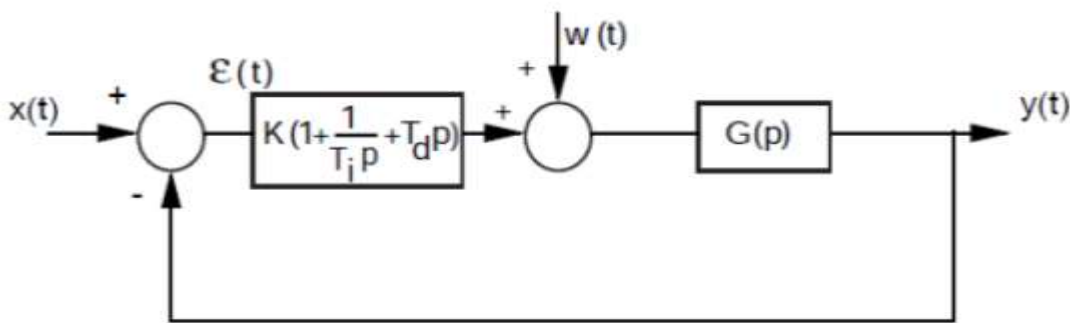 w(t)
ε(t)
+
+
x(t)
+
y(t)
K(1+1/T_i p+T_d p)
G(p)
-